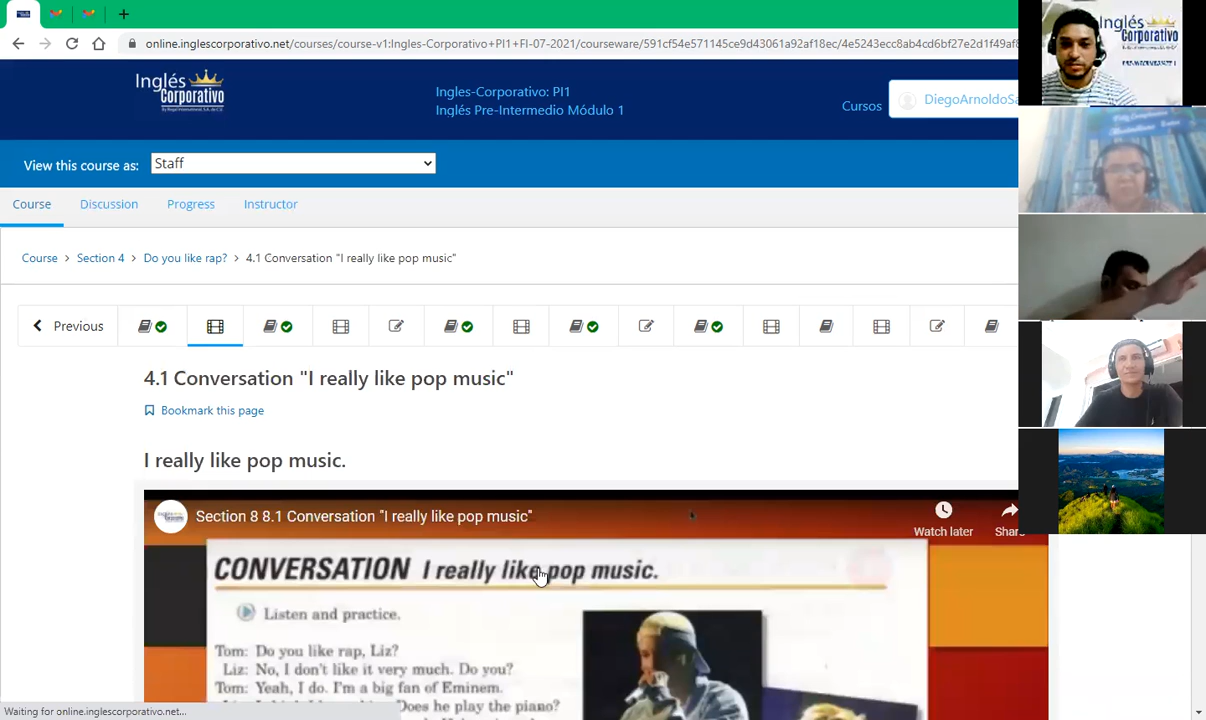 online.inglescorporativo.net/courses/course-v1:Ingles-Corporativo+PI1+FI-07-2021/courseware/591cf54e571145ce9d43061a92af18ec/4e5243ecc8ab4cd6bf27e2d1f49af8
Inglés
Corporativo
Ingles-Corporativo: PI1
Inglés Pre-Intermedio Módulo 1
Cursos
DiegoArnoldoSa
Inglés
Corporativo
View this course as:
Staff
Course
Discussion
Progress
Instructor
Course > Section 4 > Do you like rap? > 4.1 Conversation "I really like pop music"
Previous
4.1 Conversation "I really like pop music"
Bookmark this page
I really like pop music.
Section 8 8.1 Conversation "I really like pop music"
Watch later
Share
CONVERSATION I really like pop music.
Listen and practice.
Tom: Do you like rap, Liz?
Liz: No, I don't like it very much. Do you?
Tom: Yeah, I do. I'm a big fan of Eminem.
Does he play the piano?
Waiting for online.inglescorporativo.net...